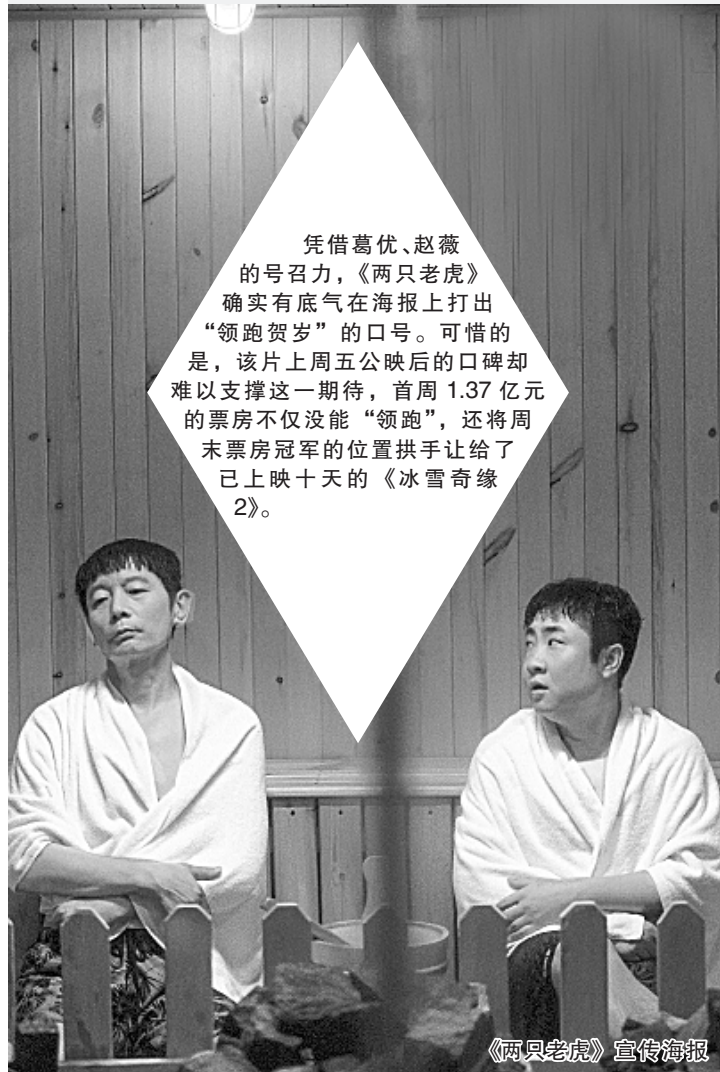 凭借葛优、赵薇
的号召力，《两只老虎》
确实有底气在海报上打出
“领跑贺岁”的口号。可惜的
是，该片上周五公映后的口碑却
难以支撑这一期待，首周 1.37 亿元
的票房不仅没能“领跑”，还将周
末票房冠军的位置拱手让给了
已上映十天的《冰雪奇缘
2》。
《两只老虎》宣传海报